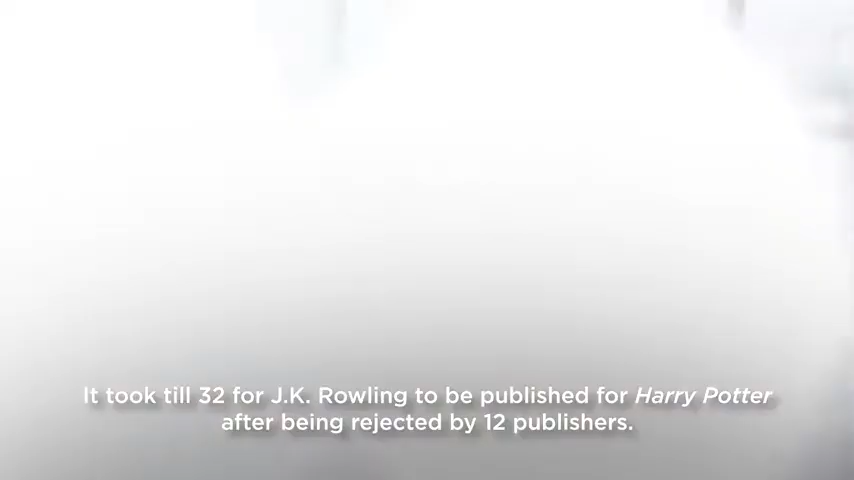 It took till 32 for J.K. Rowling to be published for Harry Potter
after being rejected by 12 publishers.